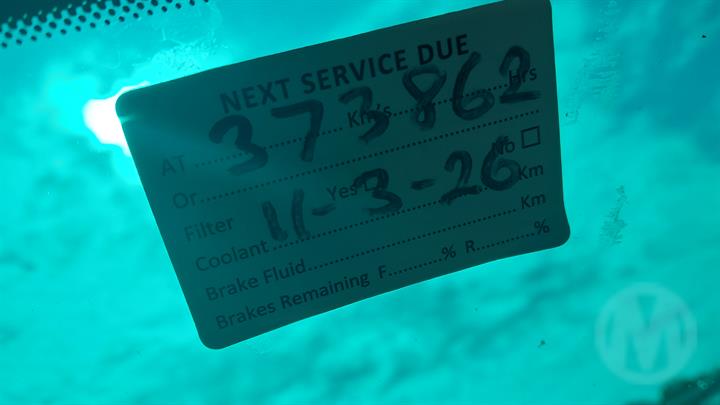 NEXT SERVICE DUE
AT.......... Km's.......... Hrs
373862
Or..........
Filter Yes ☐ No ☐
11-3-26
Coolant.......... Km
Brake Fluid.......... Km
Brakes Remaining F..........% R..........%
M